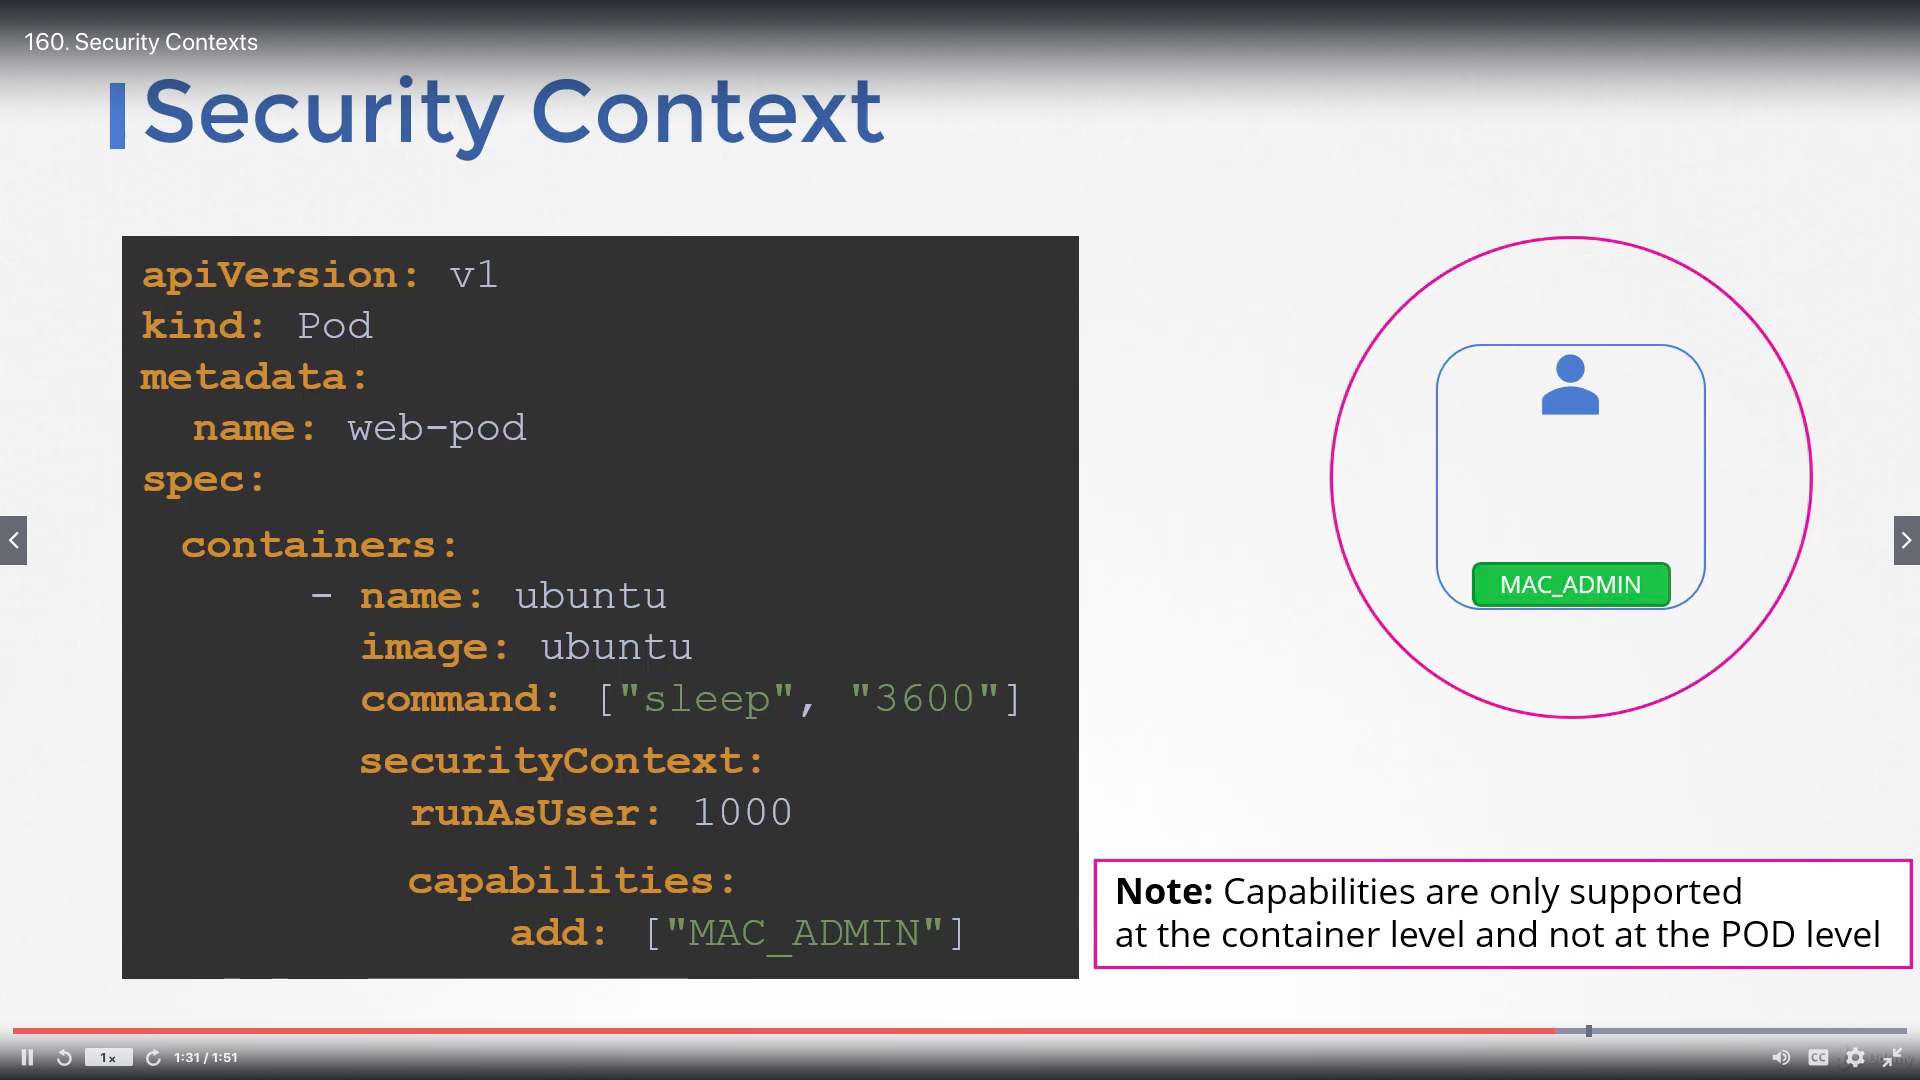 160. Security Contexts
Security Context
apiVersion: v1
kind: Pod
metadata:
  name: web-pod
spec:
  containers:
      - name: ubuntu
        image: ubuntu
        command: ["sleep", "3600"]
        securityContext:
          runAsUser: 1000
          capabilities:
              add: ["MAC_ADMIN"]
MAC_ADMIN
Note: Capabilities are only supported
at the container level and not at the POD level
1x
1:31 / 1:51
CC